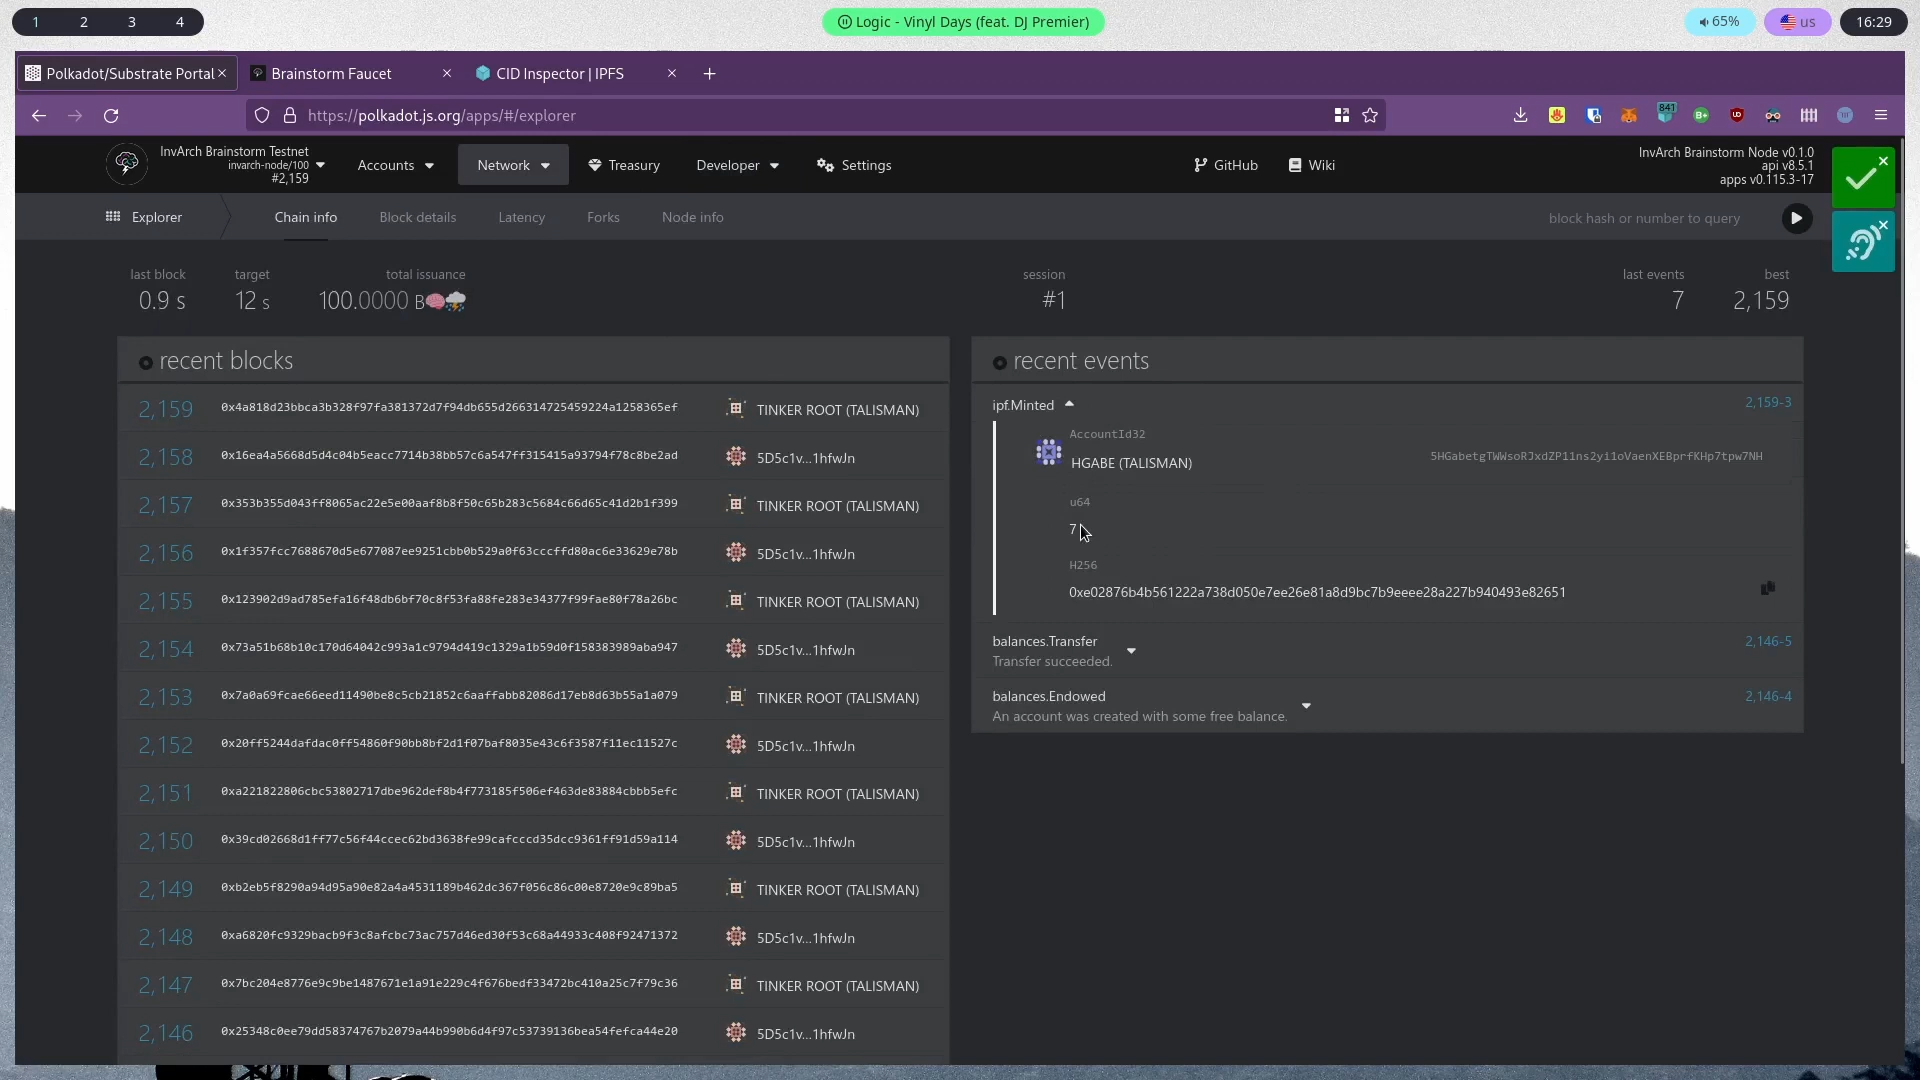 1 2 3 4
Logic - Vinyl Days (feat. DJ Premier)
65%
us
16:29
Polkadot/Substrate Portal
Brainstorm Faucet
CID Inspector | IPFS
https://polkadot.js.org/apps/#/explorer
841
InvArch Brainstorm Testnet
invarch-node/100
#2,159
Accounts
Network
Treasury
Developer
Settings
GitHub
Wiki
InvArch Brainstorm Node v0.1.0
api v8.5.1
apps v0.115.3-17
Explorer
Chain info
Block details
Latency
Forks
Node info
block hash or number to query
last block
0.9 s
target
12 s
total issuance
100.0000 B🧠⛈️
session
#1
last events
7
best
2,159
recent blocks
2,159 0x4a818d23bbca3b328f97fa381372d7f94db655d266314725459224a1258365ef TINKER ROOT (TALISMAN)
2,158 0x16ea4a5668d5d4c04b5eacc7714b38bb57c6a547ff315415a93794f78c8be2ad 5D5c1v...1hfwJn
2,157 0x353b355d043ff8065ac22e5e00aaf8b8f50c65b283ec5684c66d65c41d2b1f399 TINKER ROOT (TALISMAN)
2,156 0x1f357fcc7688670d5e677087ee9251cbb0b529a0f63cccffd80ac6e33629e78b 5D5c1v...1hfwJn
2,155 0x123902d9ad785efa16f48db6bf70c8f53fa88fe283e34377f99fae80f78a26bc TINKER ROOT (TALISMAN)
2,154 0x73a51b68b10c170d64042c993a1c9794d419c1329a1b59d0f158383989aba947 5D5c1v...1hfwJn
2,153 0x7a0a69fcae66eed11490be8c5cb21852c6aaffabb82086d17eb8d63b55a1a079 TINKER ROOT (TALISMAN)
2,152 0x20ff5244dafdac0ff54860f90bb8bf2d1f07baf8035e43c6f3587f11ec11527c 5D5c1v...1hfwJn
2,151 0xa221822806cbc53802717dbe962def8b4f773185f506ef463de83884cbbb5efc TINKER ROOT (TALISMAN)
2,150 0x39cd02668d1ff77c56f44ccec62bd3638fe99cafcccd35dcc9361ff91d59a114 5D5c1v...1hfwJn
2,149 0xb2eb5f8290a94d95a90e82a4a4531189b462dc367f056c86c00e8720e9c89ba5 TINKER ROOT (TALISMAN)
2,148 0xa6820fc9329bacb9f3c8afcbc73ac757d46ed30f53c68a44933c408f92471372 5D5c1v...1hfwJn
2,147 0x7bc204e8776e9c9be1487671e1a91e229c4f676bedf33472bc410a25c7f79c36 TINKER ROOT (TALISMAN)
2,146 0x25348c0ee79dd58374767b2079a44b990b6d4f97c53739136bea54fefca44e20 5D5c1v...1hfwJn
recent events
ipf.Minted
2,159-3
AccountId32
HGABE (TALISMAN)
5HGabetgTWWsoRJxdZP11ns2yi1oVaenXEBprfKHp7tpw7NH
u64
7
H256
0xe02876b4b561222a738d050e7ee26e81a8d9bc7b9eeee28a227b940493e82651
balances.Transfer
Transfer succeeded.
2,146-5
balances.Endowed
An account was created with some free balance.
2,146-4